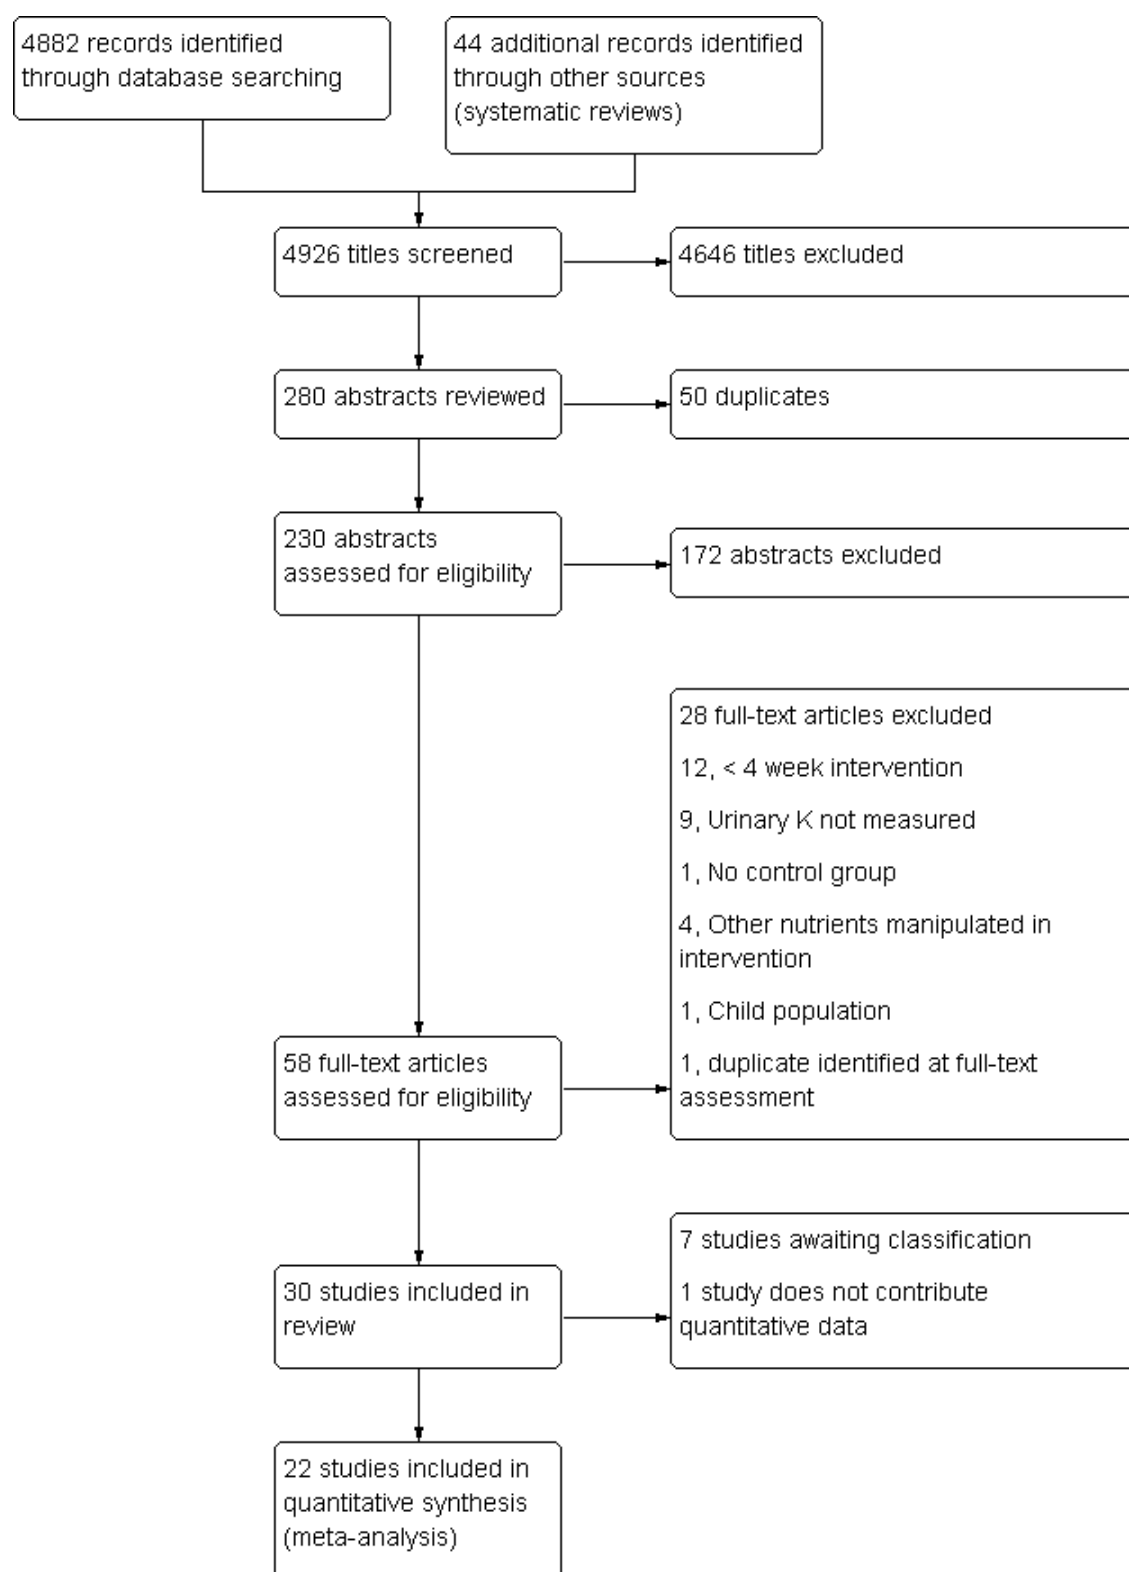 4882 records identified
through database searching
44 additional records identified
through other sources
(systematic reviews)
4926 titles screened
4646 titles excluded
280 abstracts reviewed
50 duplicates
230 abstracts
assessed for eligibility
172 abstracts excluded
28 full-text articles excluded
12, < 4 week intervention
9, Urinary K not measured
1, No control group
4, Other nutrients manipulated in
intervention
1, Child population
1, duplicate identified at full-text
assessment
58 full-text articles
assessed for eligibility
30 studies included in
review
7 studies awaiting classification
1 study does not contribute
quantitative data
22 studies included in
quantitative synthesis
(meta-analysis)